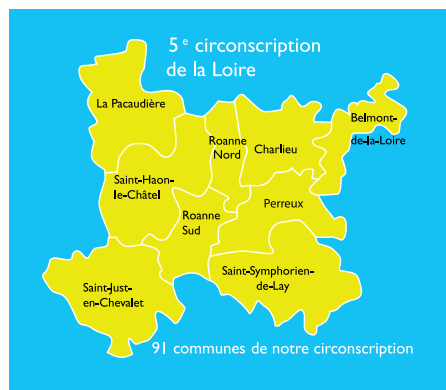 5e circonscription
de la Loire
La Pacaudière
Belmont-
de-la-Loire
Roanne
Nord
Charlieu
Saint-Haon-
le-Châtel
Perreux
Roanne
Sud
Saint-Symphorien-
de-Lay
Saint-Just-
en-Chevalet
91 communes de notre circonscription